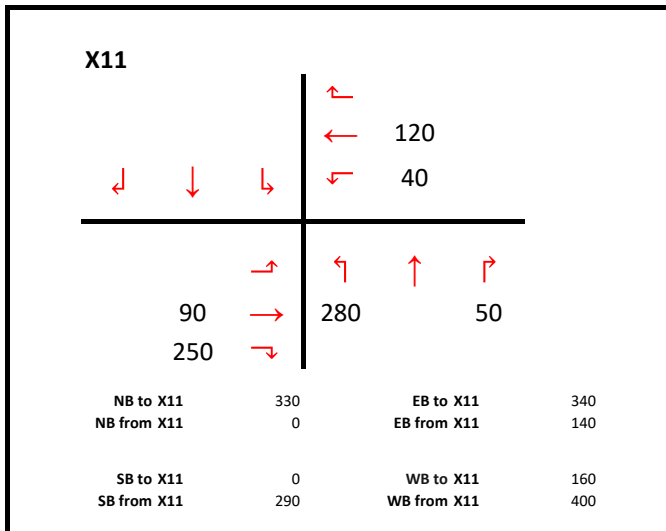 X11
120
40
90 280 50
250
NB to X11 330 EB to X11 340
NB from X11 0 EB from X11 140
SB to X11 0 WB to X11 160
SB from X11 290 WB from X11 400